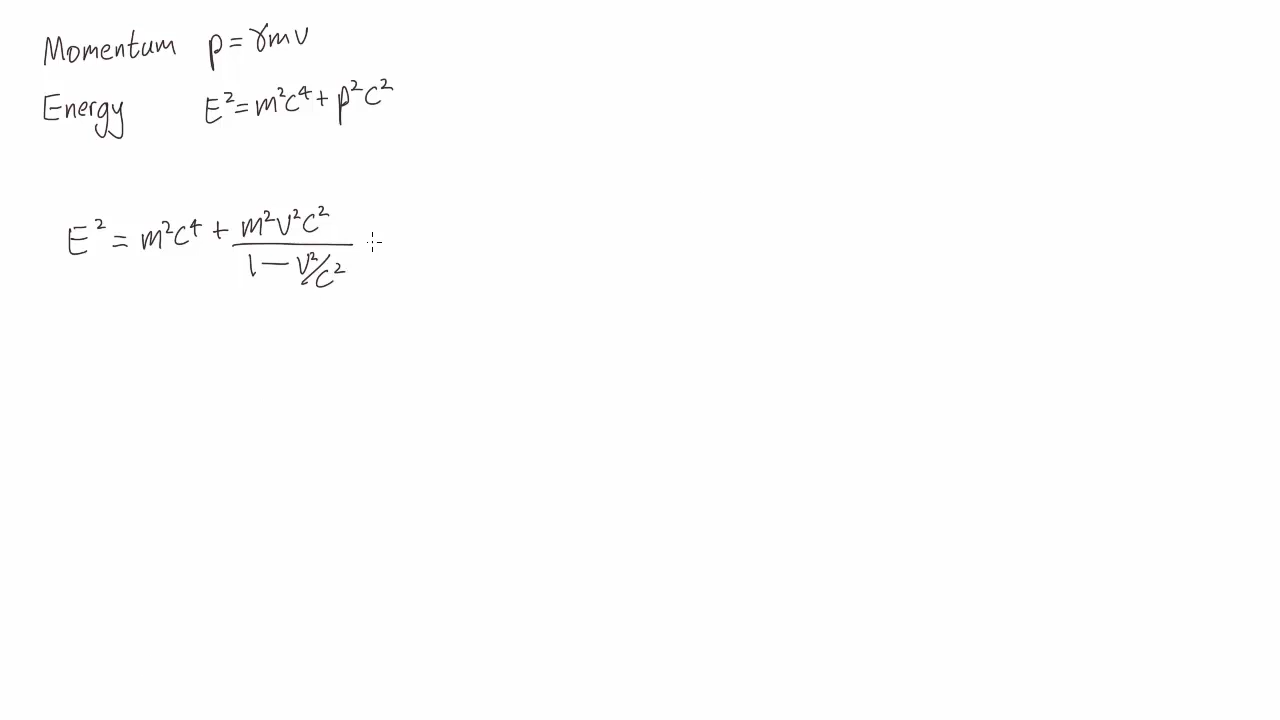 Momentum p = γmv
Energy E² = m²c⁴ + p²c²
E² = m²c⁴ + m²v²c² / (1 − v²/c²)